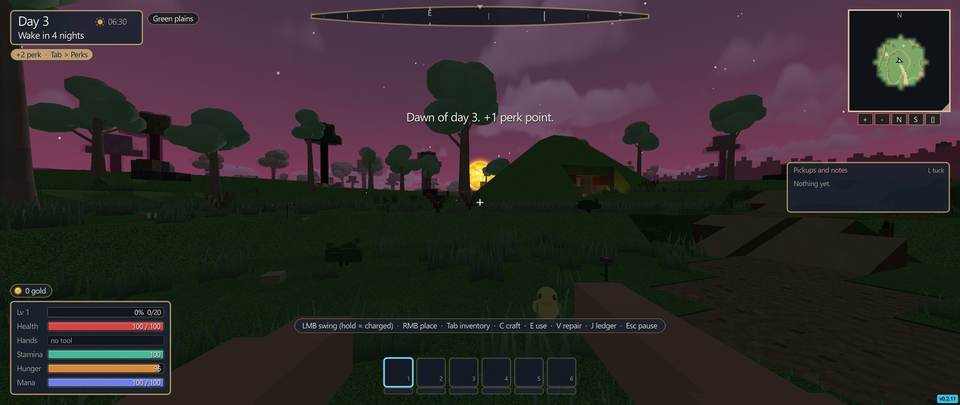 Day 3
06:30
Wake in 4 nights
Green plains
+2 perk · Tab > Perks
E
N
Dawn of day 3. +1 perk point.
+ - N S []
Pickups and notes
L tuck
Nothing yet.
0 gold
Lv 1
0% 0/20
Health
100 / 100
Hands
no tool
Stamina
100
Hunger
Mana
100 / 100
LMB swing (hold = charged) · RMB place · Tab inventory · C craft · E use · V repair · J ledger · Esc pause
1 2 3 4 5 6
v0.2.11